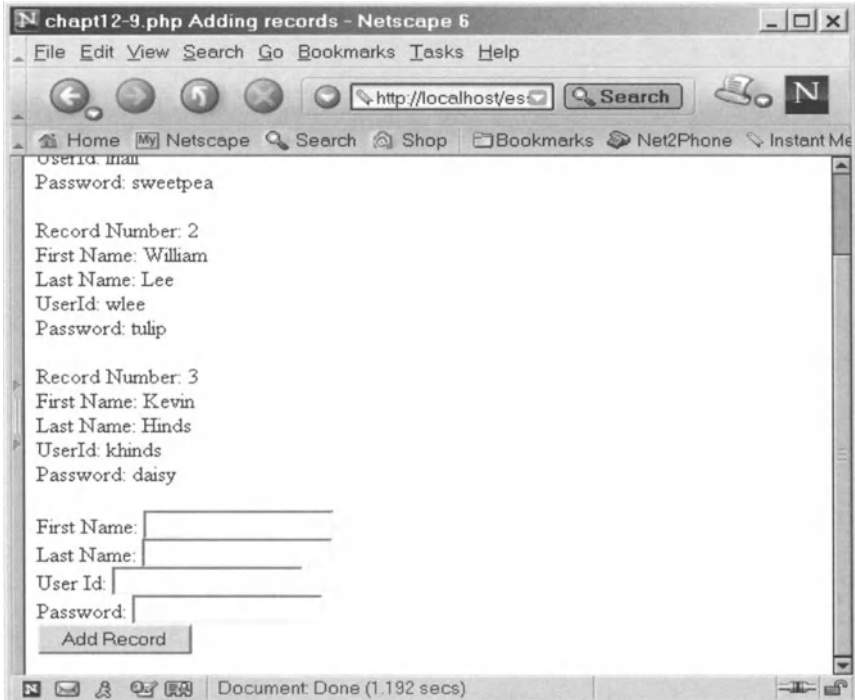 N chapt12-9.php Adding records - Netscape 6
File Edit View Search Go Bookmarks Tasks Help
http://localhost/es Search N
Home My Netscape Search Shop Bookmarks Net2Phone Instant Me
UserId:
Password: sweetpea
Record Number: 2
First Name: William
Last Name: Lee
UserId: wlee
Password: tulip
Record Number: 3
First Name: Kevin
Last Name: Hinds
UserId: khinds
Password: daisy
First Name:
Last Name:
User Id:
Password:
Add Record
N Document: Done (1.192 secs)